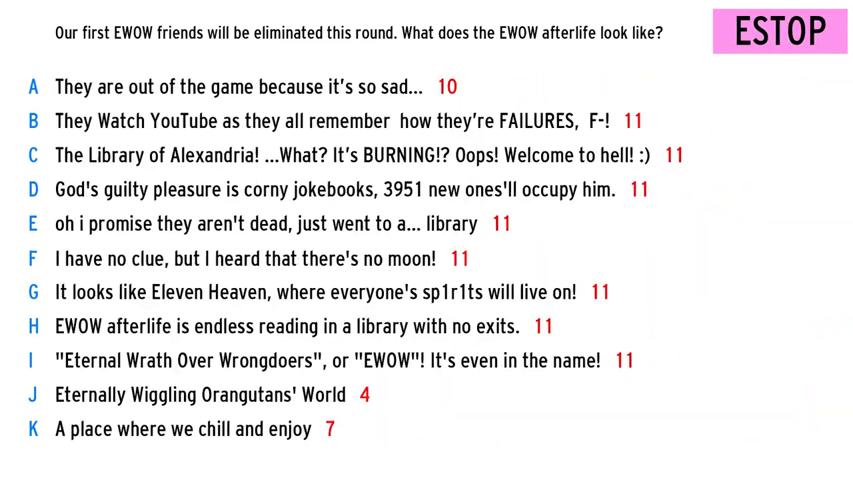 Our first EWOW friends will be eliminated this round. What does the EWOW afterlife look like?
ESTOP
A They are out of the game because it's so sad... 10
B They Watch YouTube as they all remember how they're FAILURES, F-! 11
C The Library of Alexandria! ...What? It's BURNING!? Oops! Welcome to hell! :) 11
D God's guilty pleasure is corny jokebooks, 3951 new ones'll occupy him. 11
E oh i promise they aren't dead, just went to a... library 11
F I have no clue, but I heard that there's no moon! 11
G It looks like Eleven Heaven, where everyone's sp1r1ts will live on! 11
H EWOW afterlife is endless reading in a library with no exits. 11
I "Eternal Wrath Over Wrongdoers", or "EWOW"! It's even in the name! 11
J Eternally Wiggling Orangutans' World 4
K A place where we chill and enjoy 7